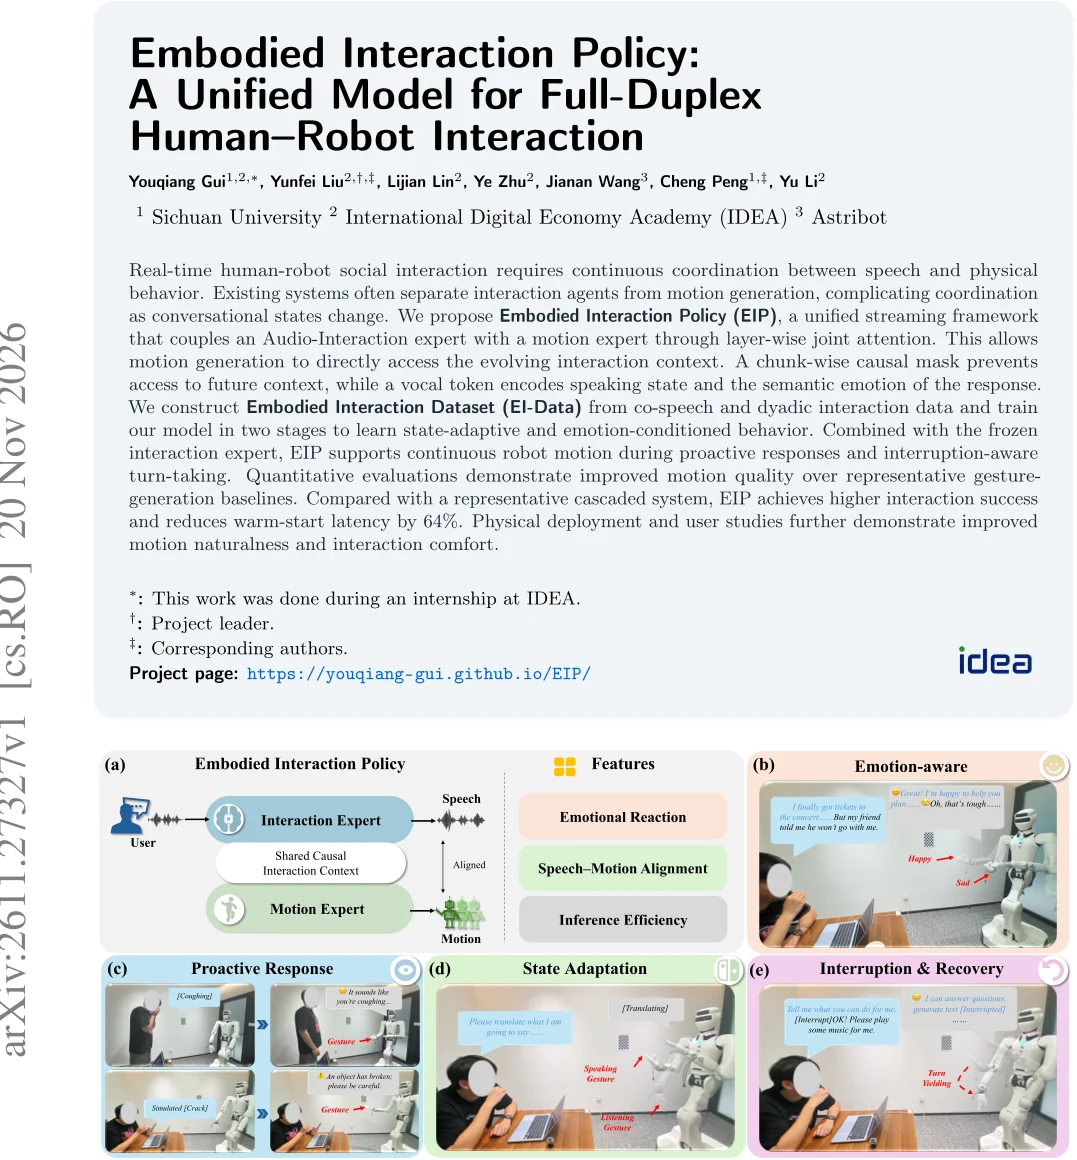 Embodied Interaction Policy:
A Unified Model for Full-Duplex
Human–Robot Interaction
Youqiang Gui1,2,∗, Yunfei Liu2,†,‡, Lijian Lin2, Ye Zhu2, Jianan Wang3, Cheng Peng1,‡, Yu Li2
1 Sichuan University 2 International Digital Economy Academy (IDEA) 3 Astribot
Real-time human-robot social interaction requires continuous coordination between speech and physical
behavior. Existing systems often separate interaction agents from motion generation, complicating coordination
as conversational states change. We propose Embodied Interaction Policy (EIP), a unified streaming framework
that couples an Audio-Interaction expert with a motion expert through layer-wise joint attention. This allows
motion generation to directly access the evolving interaction context. A chunk-wise causal mask prevents
access to future context, while a vocal token encodes speaking state and the semantic emotion of the response.
We construct Embodied Interaction Dataset (EI-Data) from co-speech and dyadic interaction data and train
our model in two stages to learn state-adaptive and emotion-conditioned behavior. Combined with the frozen
interaction expert, EIP supports continuous robot motion during proactive responses and interruption-aware
turn-taking. Quantitative evaluations demonstrate improved motion quality over representative gesture-
generation baselines. Compared with a representative cascaded system, EIP achieves higher interaction success
and reduces warm-start latency by 64%. Physical deployment and user studies further demonstrate improved
motion naturalness and interaction comfort.
∗: This work was done during an internship at IDEA.
†: Project leader.
‡: Corresponding authors.
Project page: https://youqiang-gui.github.io/EIP/
idea
arXiv:2611.27327v1 [cs.RO] 20 Nov 2026
(a) Embodied Interaction Policy
Features
User
Interaction Expert
Speech
Shared Causal
Interaction Context
Aligned
Motion Expert
Motion
Emotional Reaction
Speech–Motion Alignment
Inference Efficiency
(b) Emotion-aware
I finally got tickets to
the concert……But my friend
told me he won't go with me.
Great! I'm happy to help you
plan……Oh, that's tough……
Happy
Sad
(c) Proactive Response
[Coughing]
It sounds like
you're coughing...
Gesture
Simulated [Crack]
An object has broken;
please be careful.
Gesture
(d) State Adaptation
Please translate what I am
going to say……
[Translating]
Speaking
Gesture
Listening
Gesture
(e) Interruption & Recovery
Tell me what you can do for me.
[Interrupt]OK! Please play
some music for me.
I can answer questions,
generate text [Interrupted]
……
Turn
Yielding